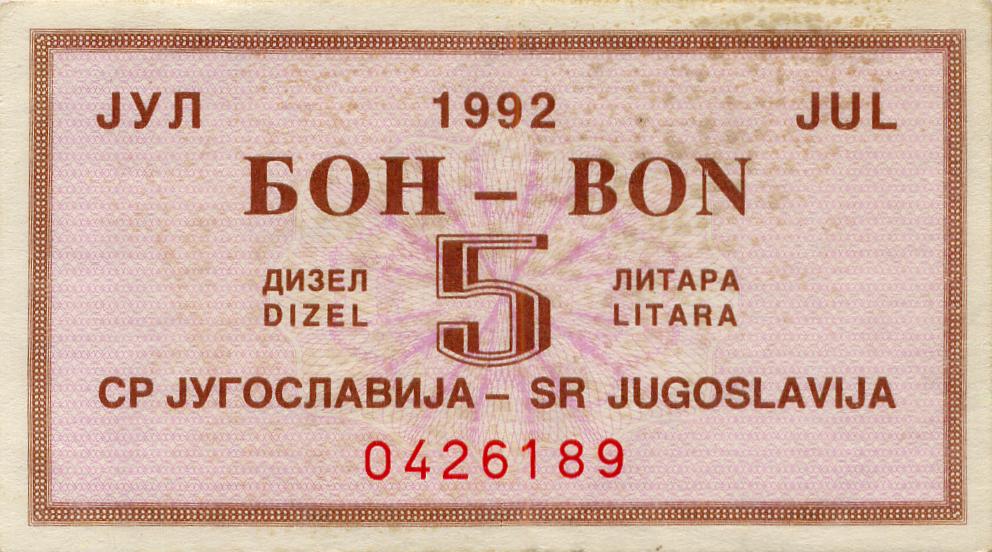 ЈУЛ 1992 JUL
БОН – BON
ДИЗЕЛ 5 ЛИТАРА
DIZEL LITARA
СР ЈУГОСЛАВИЈА – SR JUGOSLAVIJA
0426189